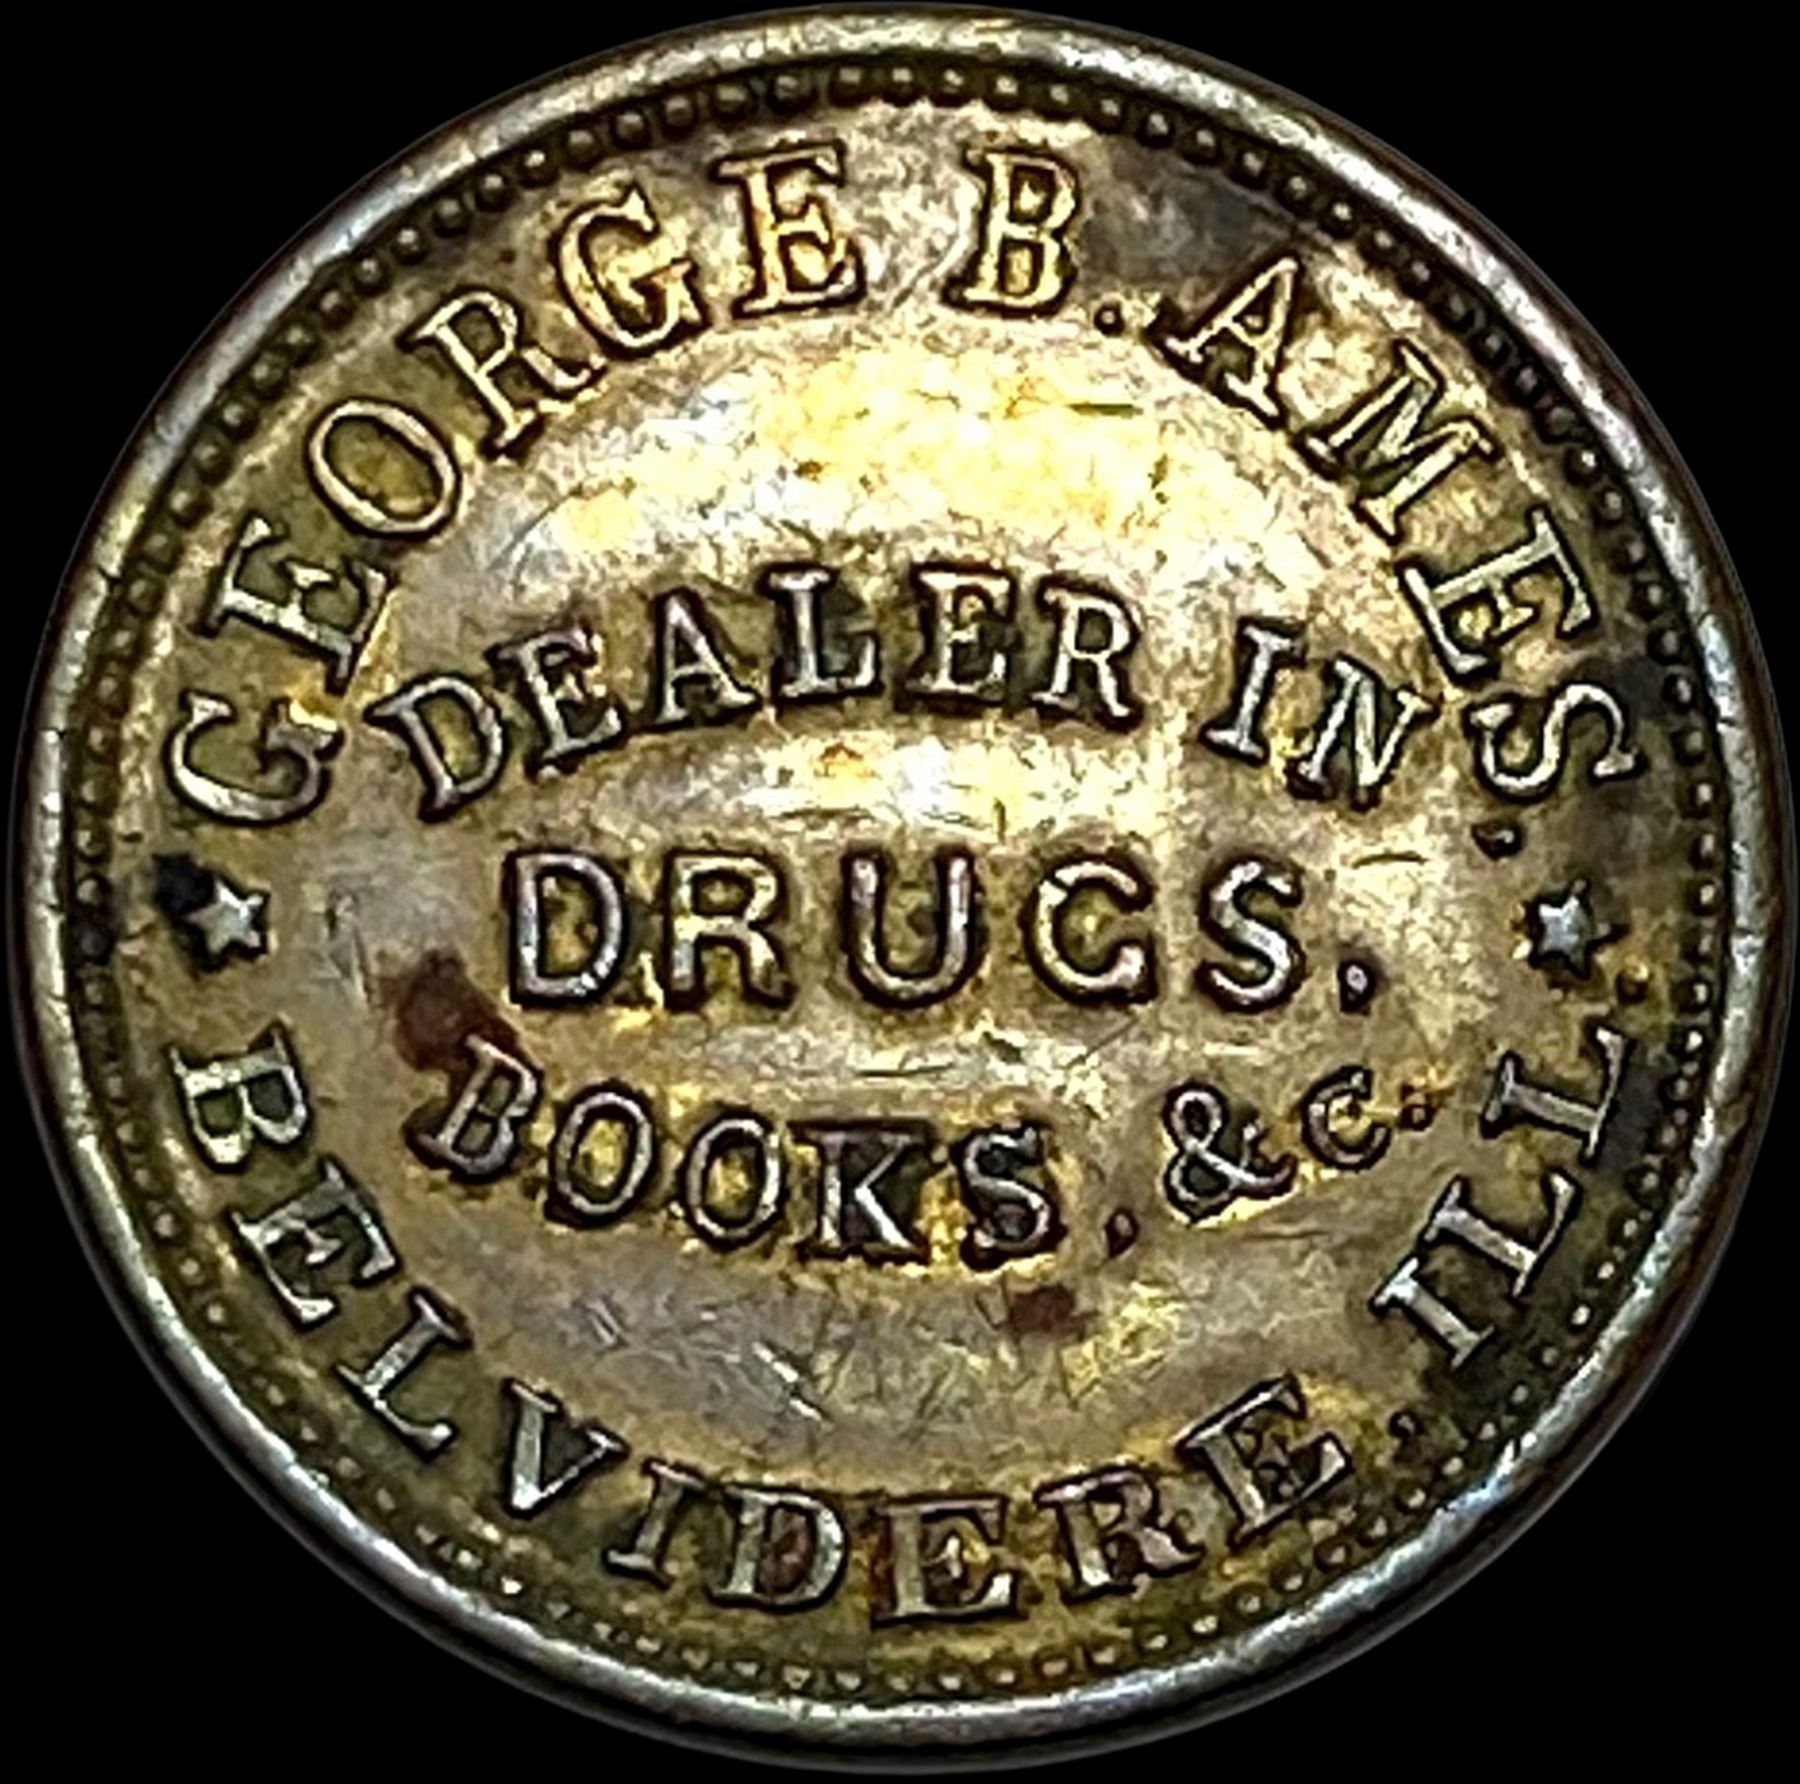 GEORGE B. AMES.
DEALER IN
DRUGS.
BOOKS, &C.
BELVIDERE, ILL.